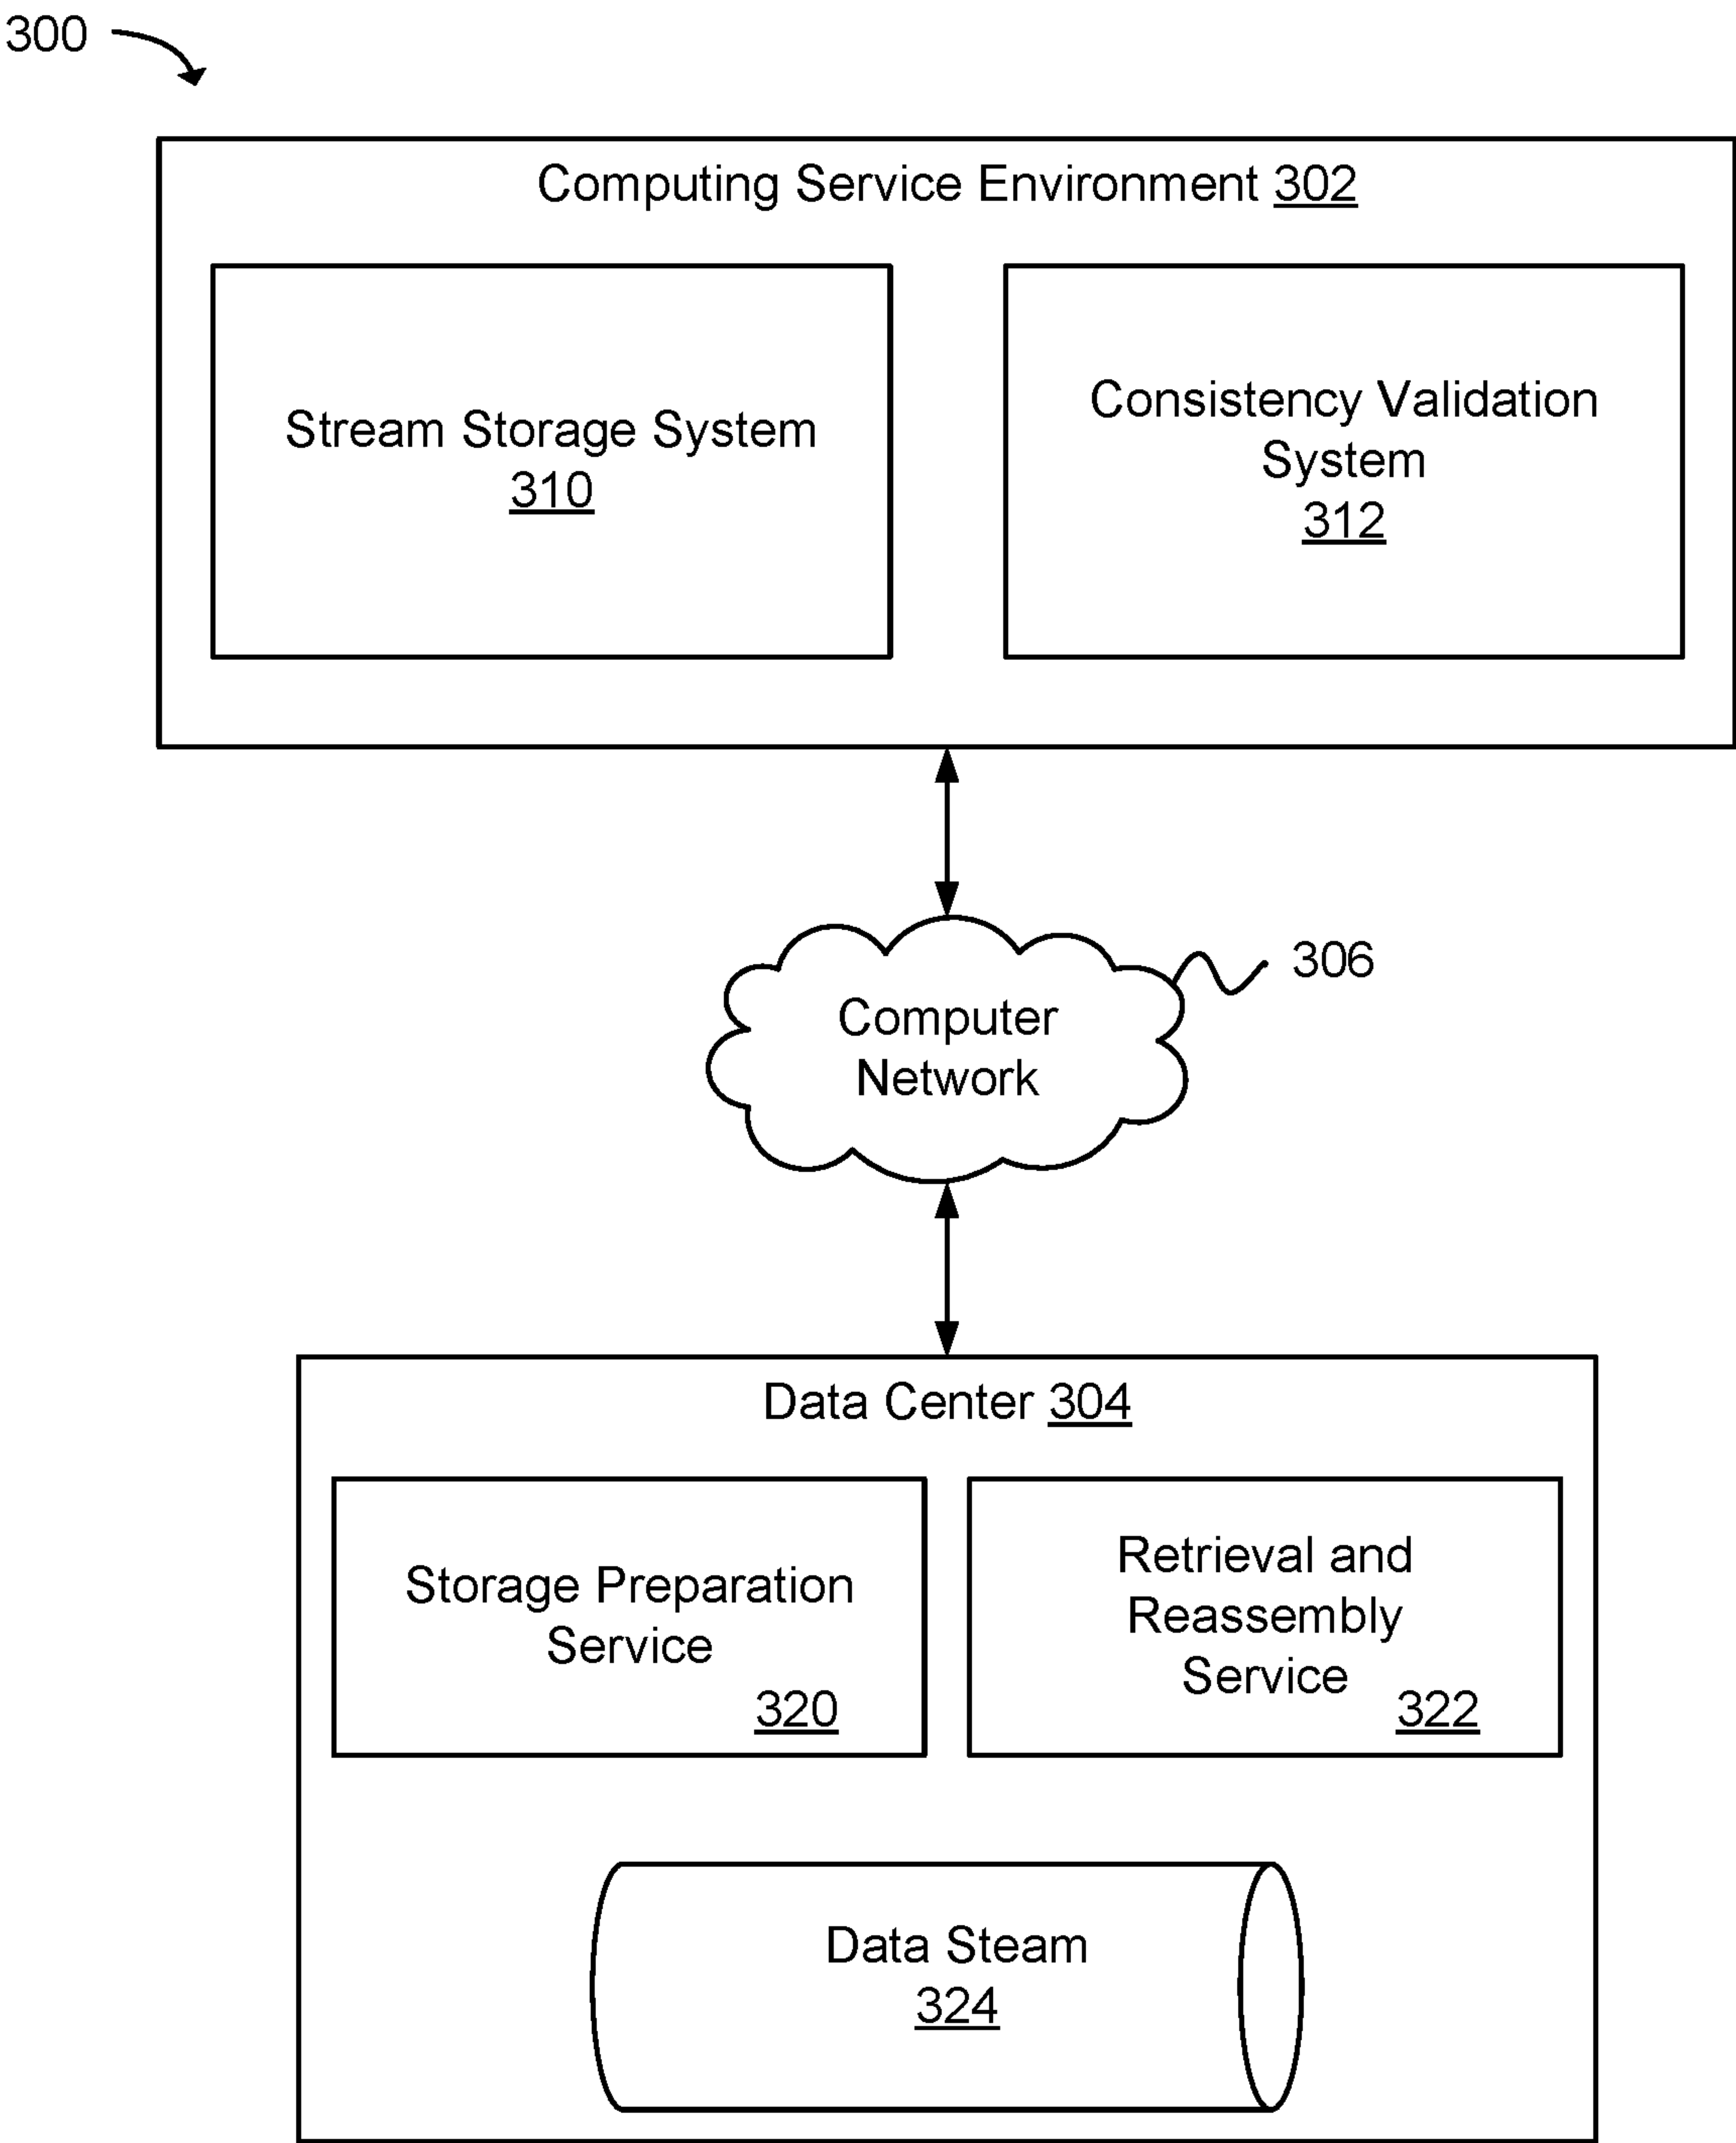 300
Computing Service Environment 302
Stream Storage System
310
Consistency Validation
System
312
306
Computer
Network
Data Center 304
Storage Preparation
Service
320
Retrieval and
Reassembly
Service
322
Data Steam
324